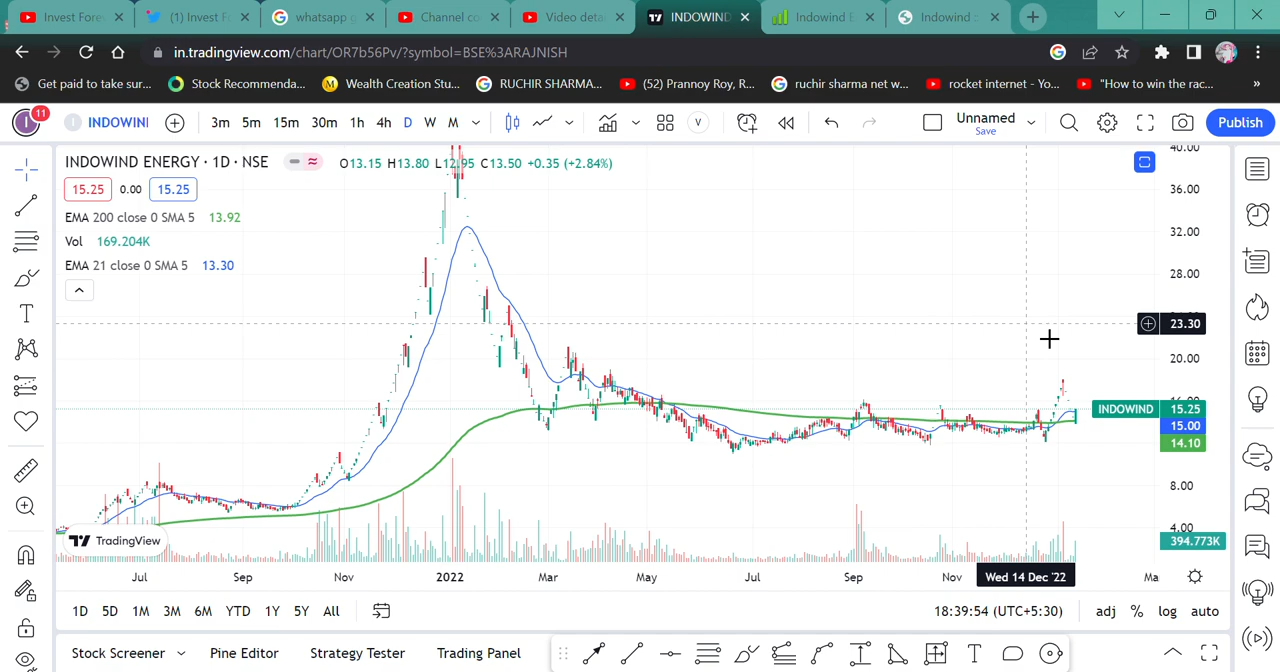 Invest Fores
(1) Invest F
whatsapp g
Channel co
Video deta
INDOWIND
Indowind E
Indowind
in.tradingview.com/chart/OR7b56Pv/?symbol=BSE%3ARAJNISH
Get paid to take sur...
Stock Recommenda...
Wealth Creation Stu...
RUCHIR SHARMA...
(52) Prannoy Roy, R...
ruchir sharma net w...
rocket internet - Yo...
"How to win the rac...
»
I 11
I INDOWINI
3m 5m 15m 30m 1h 4h D W M
V
Unnamed
Save
Publish
INDOWIND ENERGY · 1D · NSE
O13.15 H13.80 L12.95 C13.50 +0.35 (+2.84%)
15.25 0.00 15.25
EMA 200 close 0 SMA 5 13.92
Vol 169.204K
EMA 21 close 0 SMA 5 13.30
40.00
36.00
32.00
28.00
23.30
20.00
INDOWIND 15.25
15.00
14.10
8.00
4.00
394.773K
TradingView
Jul Sep Nov 2022 Mar May Jul Sep Nov Wed 14 Dec '22 Ma
1D 5D 1M 3M 6M YTD 1Y 5Y All
18:39:54 (UTC+5:30) adj % log auto
Stock Screener Pine Editor Strategy Tester Trading Panel